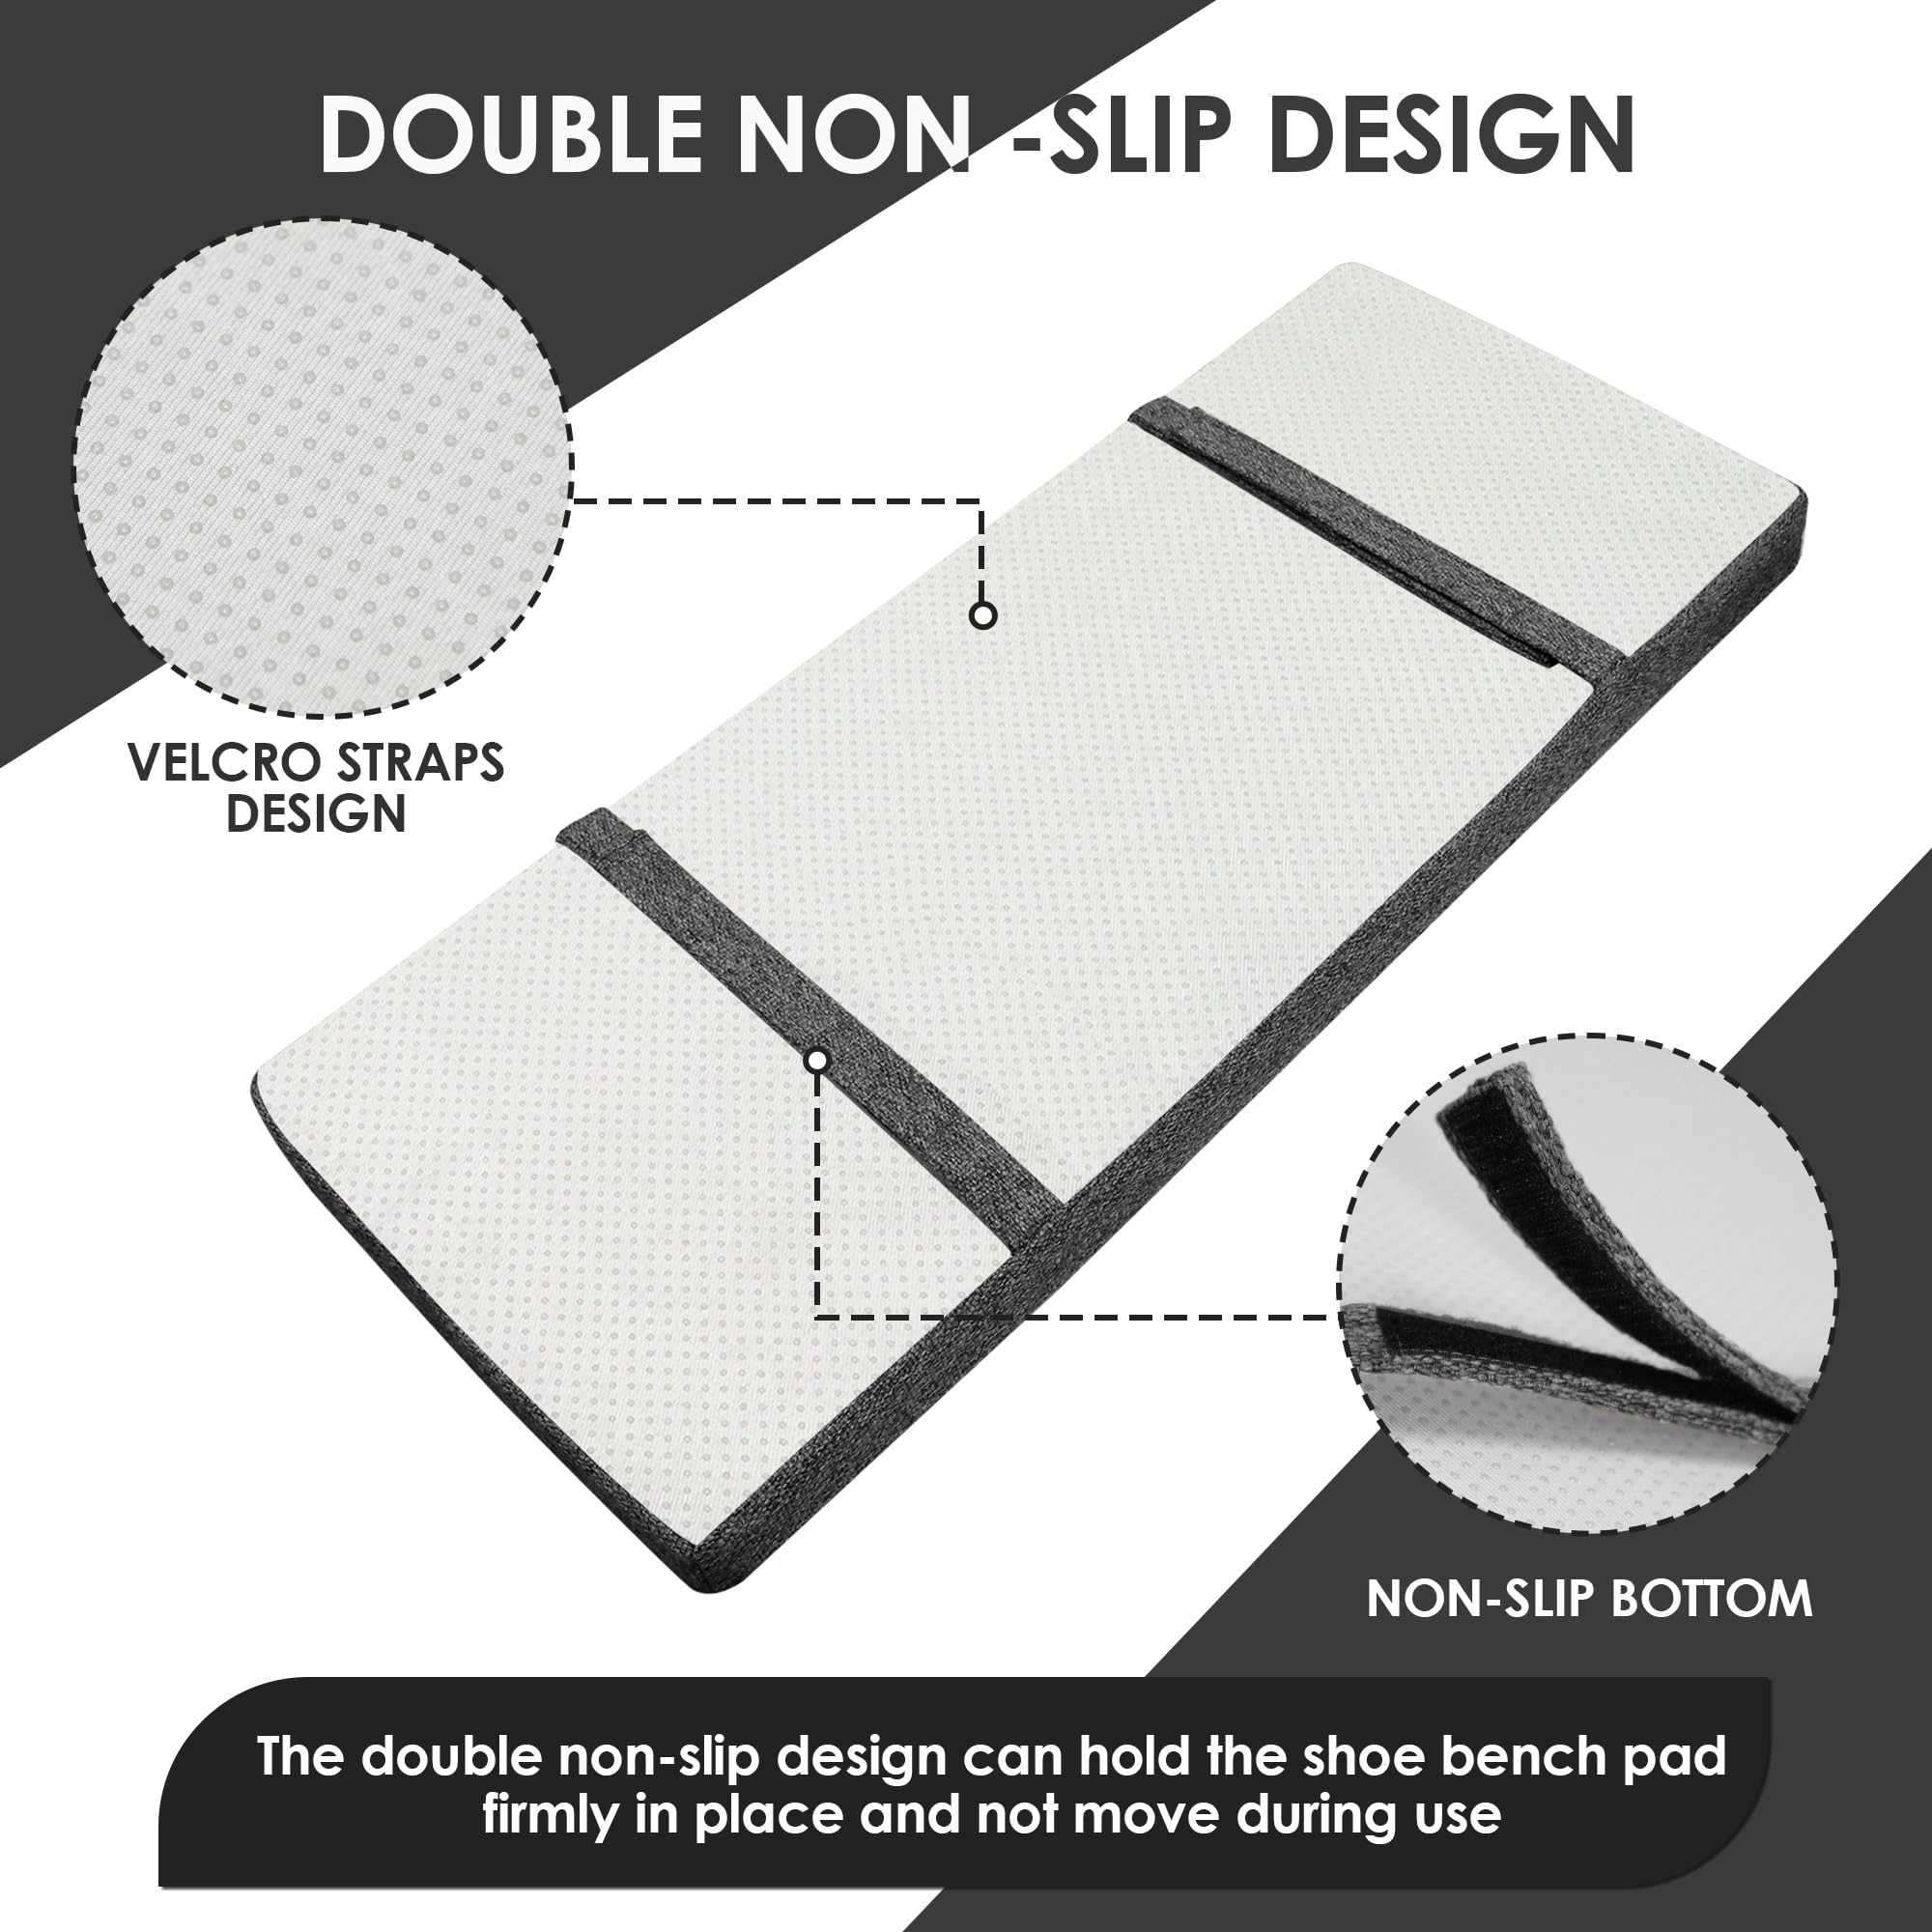 DOUBLE NON -SLIP DESIGN
VELCRO STRAPS
DESIGN
NON-SLIP BOTTOM
The double non-slip design can hold the shoe bench pad
firmly in place and not move during use